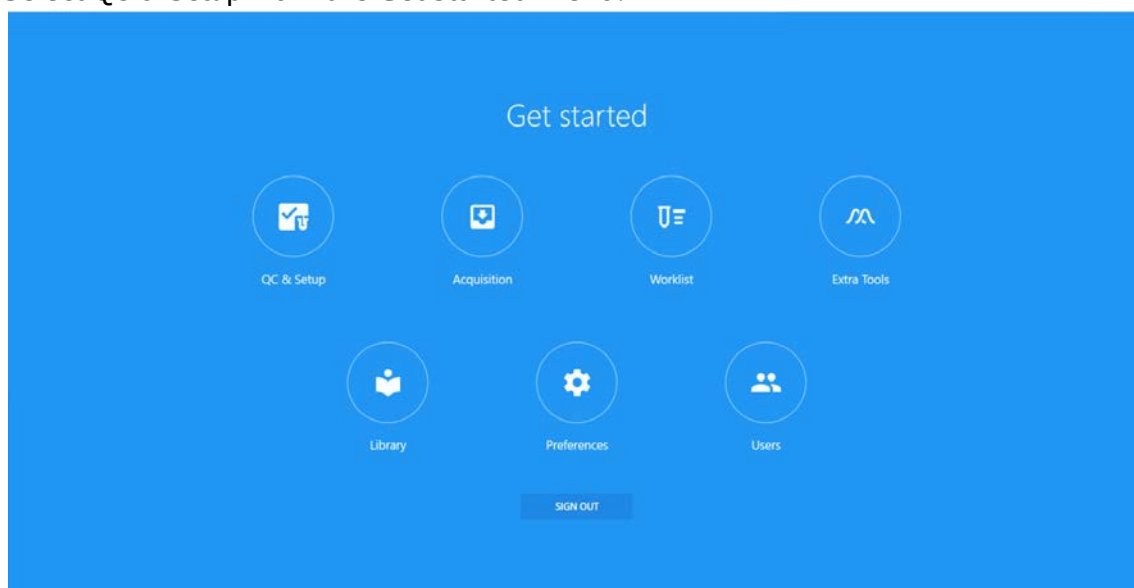 Get started
QC & Setup Acquisition Worklist Extra Tools
Library Preferences Users
SIGN OUT